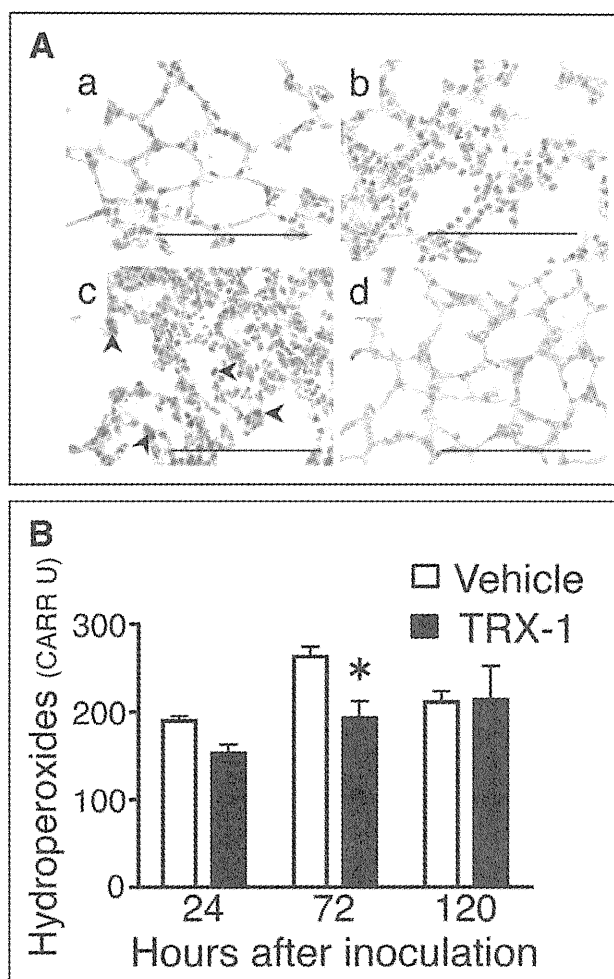 A
a
b
c
d
B
Vehicle
TRX-1
Hydroperoxides (CARR U)
300
200
100
0
*
24
72
120
Hours after inoculation